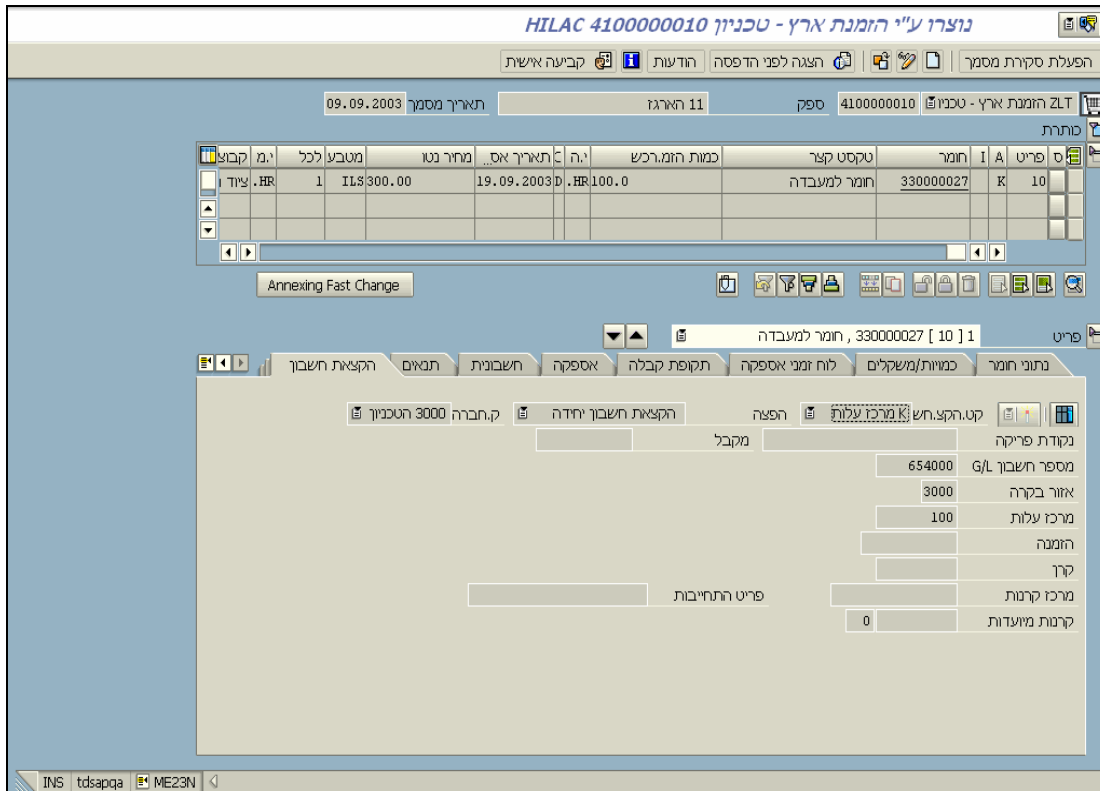 נוצרו ע"י הזמנת ארץ - טכניון HILAC 4100000010
הפעלת סקירת מסמך הצגה לפני הדפסה הודעות קביעה אישית
ZLT הזמנת ארץ - טכניו 4100000010 ספק 11 הארגז תאריך מסמך 09.09.2003
כותרת
ס פריט A I חומר טקסט קצר כמות הזמ.רכש י.ה C תאריך אס... מחיר נטו מטבע לכל י.מ קבוצ
10 K 330000027 חומר למעבדה 100.0 HR. D 19.09.2003 300.00 ILS 1 HR. ציוד
Annexing Fast Change
פריט 1 [ 10 ] 330000027 , חומר למעבדה
נתוני חומר כמויות/משקלים לוח זמני אספקה תקופת קבלה אספקה חשבונית תנאים הקצאת חשבון
קט.הקצ.חש K מרכז עלות הפצה הקצאת חשבון יחידה ק.חברה 3000 הטכניון
נקודת פריקה מקבל
מספר חשבון G/L 654000
אזור בקרה 3000
מרכז עלות 100
הזמנה
קרן
מרכז קרנות פריט התחייבות
קרנות מיועדות 0
INS tdsapqa ME23N